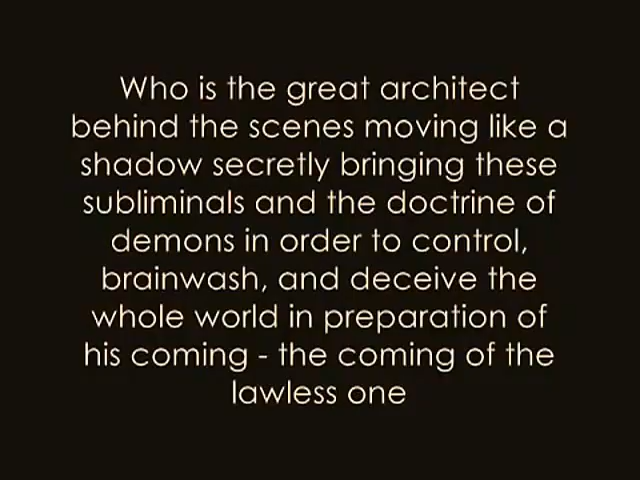 Who is the great architect
behind the scenes moving like a
shadow secretly bringing these
subliminals and the doctrine of
demons in order to control,
brainwash, and deceive the
whole world in preparation of
his coming - the coming of the
lawless one